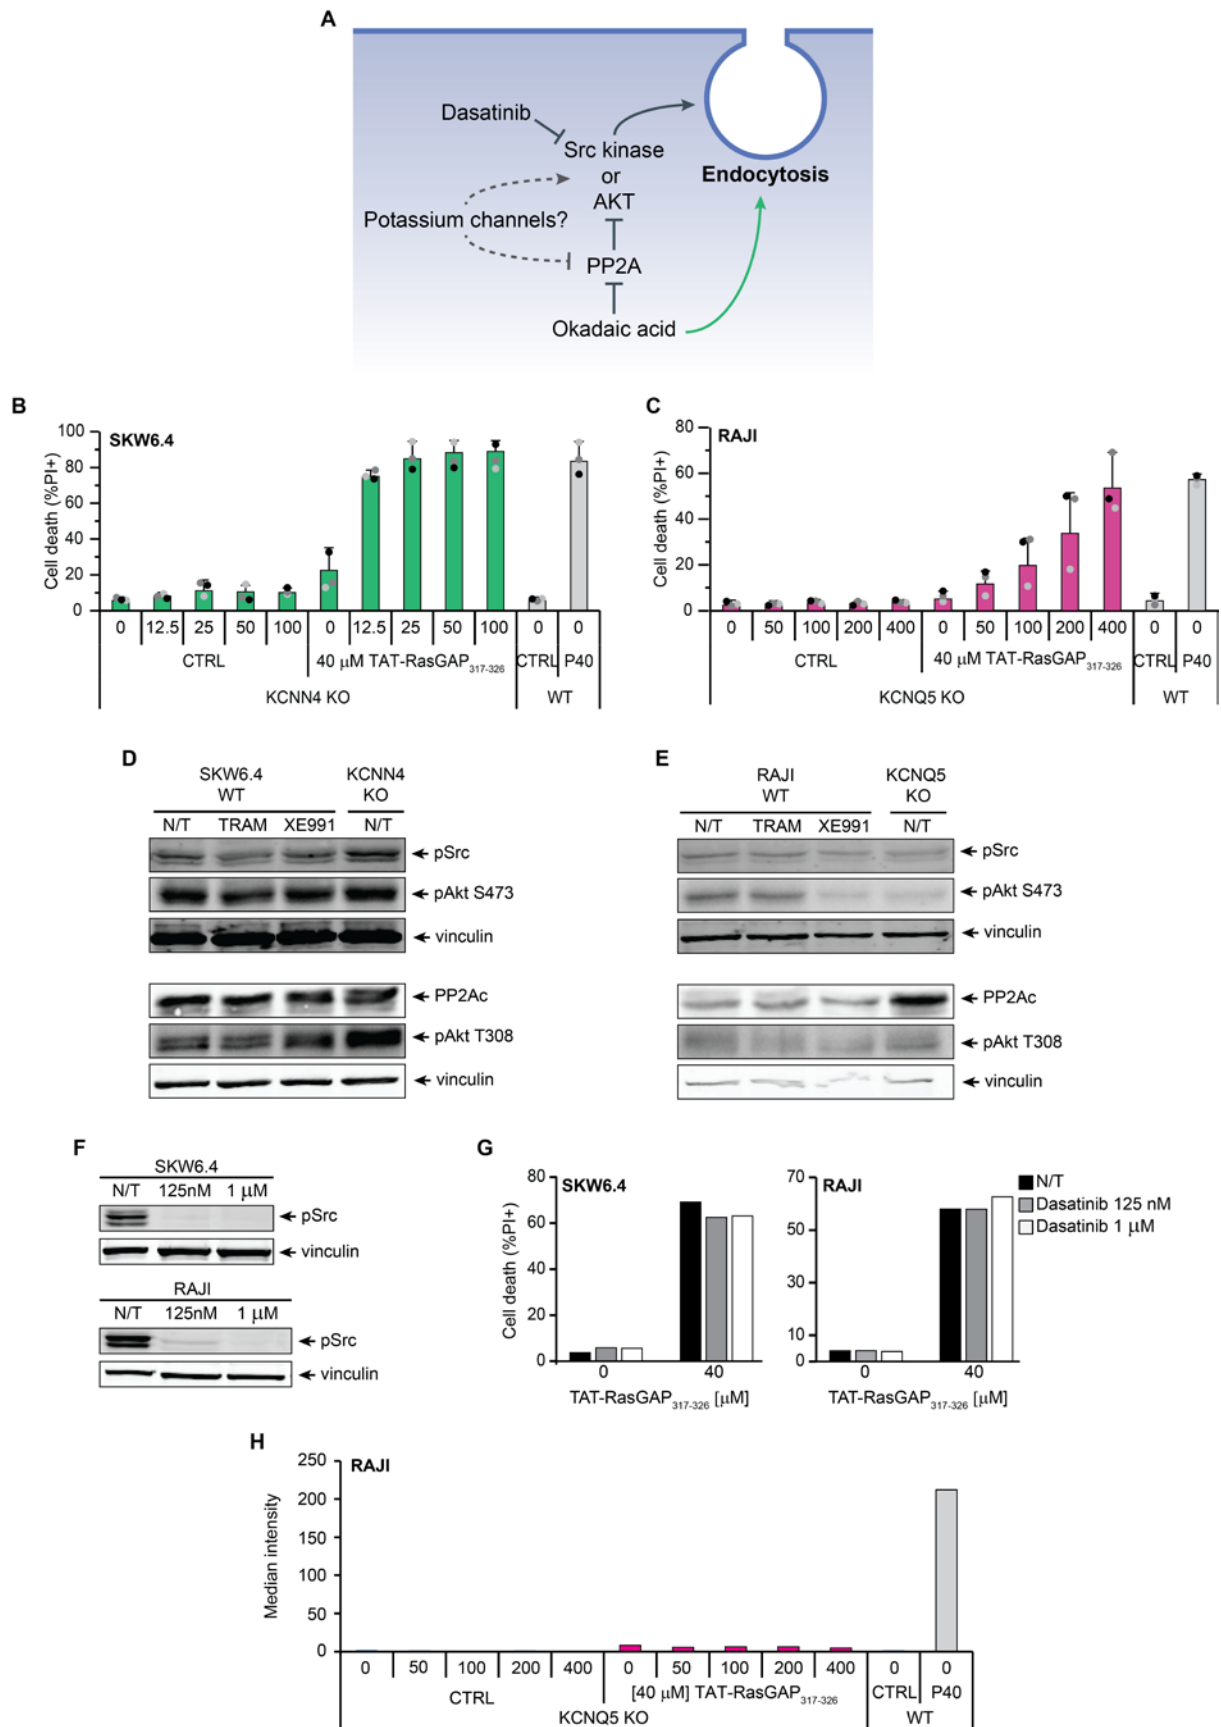 A
Dasatinib
Src kinase
or
AKT
Endocytosis
Potassium channels?
PP2A
Okadaic acid
B
SKW6.4
Cell death (%PI+)
100
80
60
40
20
0
0 12.5 25 50 100 0 12.5 25 50 100 0 0
CTRL 40 μM TAT-RasGAP317-326 CTRL P40
KCNN4 KO WT
C
RAJI
Cell death (%PI+)
80
60
40
20
0
0 50 100 200 400 0 50 100 200 400 0 0
CTRL 40 μM TAT-RasGAP317-326 CTRL P40
KCNQ5 KO WT
D
SKW6.4 KCNN4
WT KO
N/T TRAM XE991 N/T
pSrc
pAkt S473
vinculin
PP2Ac
pAkt T308
vinculin
E
RAJI KCNQ5
WT KO
N/T TRAM XE991 N/T
pSrc
pAkt S473
vinculin
PP2Ac
pAkt T308
vinculin
F
SKW6.4
N/T 125nM 1 μM
pSrc
vinculin
RAJI
N/T 125nM 1 μM
pSrc
vinculin
G
SKW6.4
Cell death (%PI+)
80
60
40
20
0
0 40
TAT-RasGAP317-326 [μM]
RAJI
70
50
30
10
0
0 40
TAT-RasGAP317-326 [μM]
N/T
Dasatinib 125 nM
Dasatinib 1 μM
H
RAJI
Median intensity
250
200
150
100
50
0
0 50 100 200 400 0 50 100 200 400 0 0
CTRL [40 μM] TAT-RasGAP317-326 CTRL P40
KCNQ5 KO WT